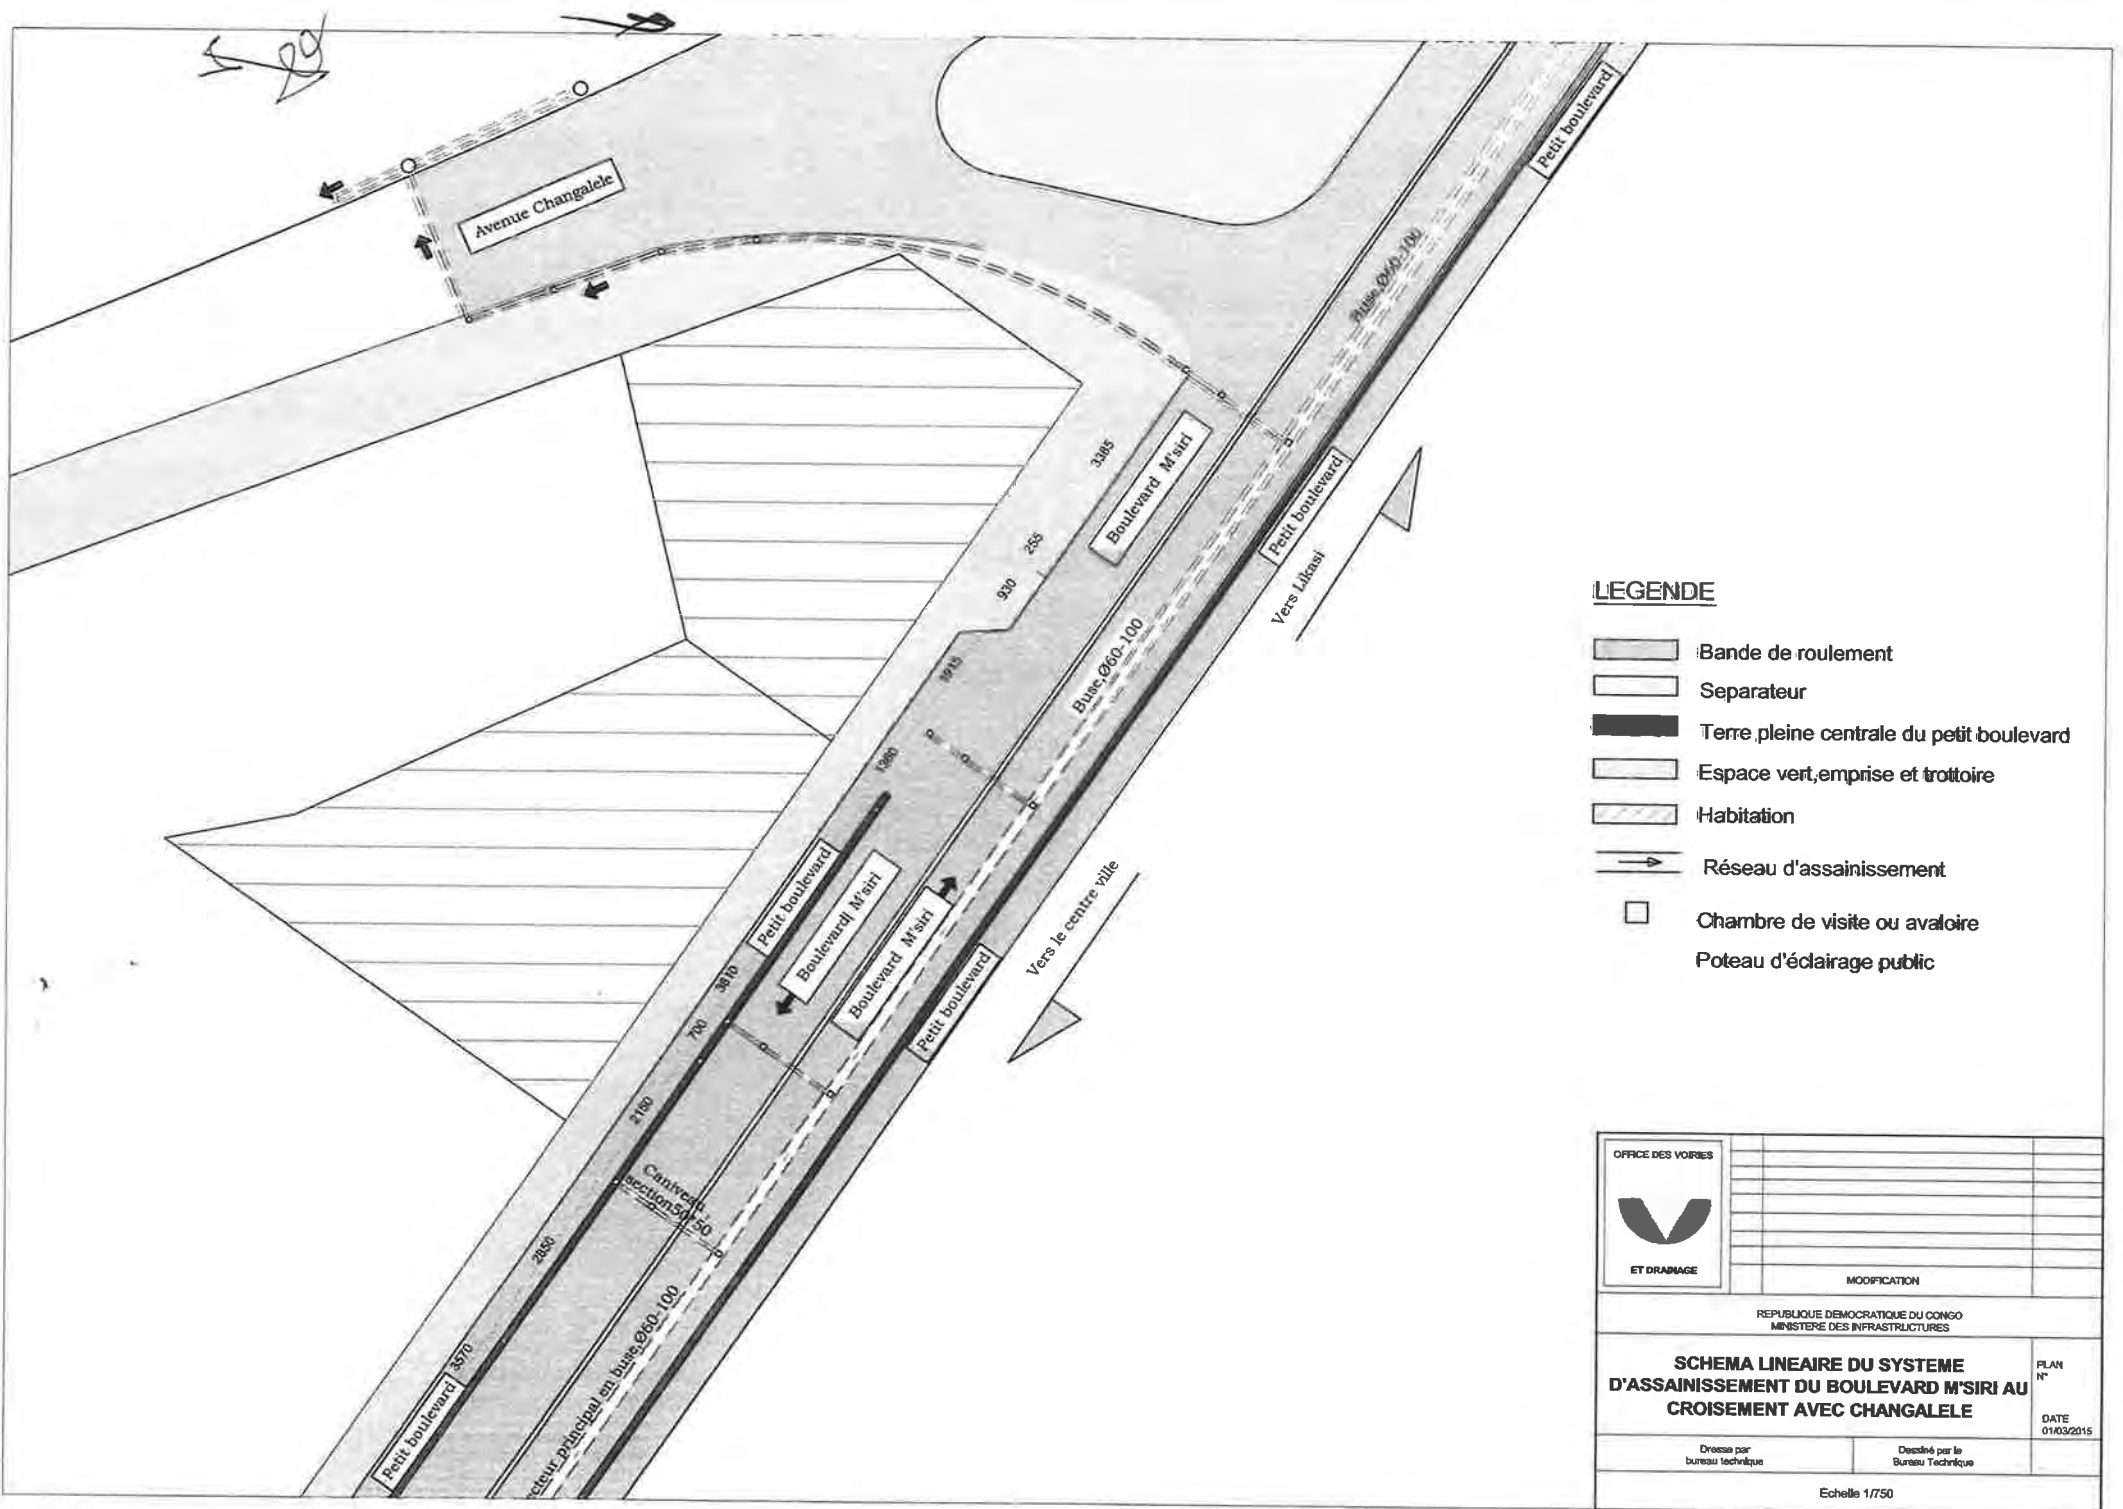 Avenue Changalele
Petit boulevard
Buse,Ø60-100
3385
Boulevard M'siri
Petit boulevard
255
930
Vers Likasi
1915
Buse,Ø60-100
1360
Petit boulevard
Boulevard M'siri
Boulevard M'siri
Vers le centre ville
Petit boulevard
3610
700
2150
Caniveau,
section50/50
2850
3570
Petit boulevard
cteur principal en buse,Ø60-100
LEGENDE
Bande de roulement
Separateur
Terre pleine centrale du petit boulevard
Espace vert,emprise et trottoire
Habitation
Réseau d'assainissement
Chambre de visite ou avaloire
Poteau d'éclairage public
OFFICE DES VOIRIES
ET DRAINAGE
MODIFICATION
REPUBLIQUE DEMOCRATIQUE DU CONGO
MINISTERE DES INFRASTRUCTURES
SCHEMA LINEAIRE DU SYSTEME
D'ASSAINISSEMENT DU BOULEVARD M'SIRI AU
CROISEMENT AVEC CHANGALELE
PLAN
N°
DATE
01/03/2015
Dresse par
bureau technique
Dessiné par le
Bureau Technique
Echelle 1/750